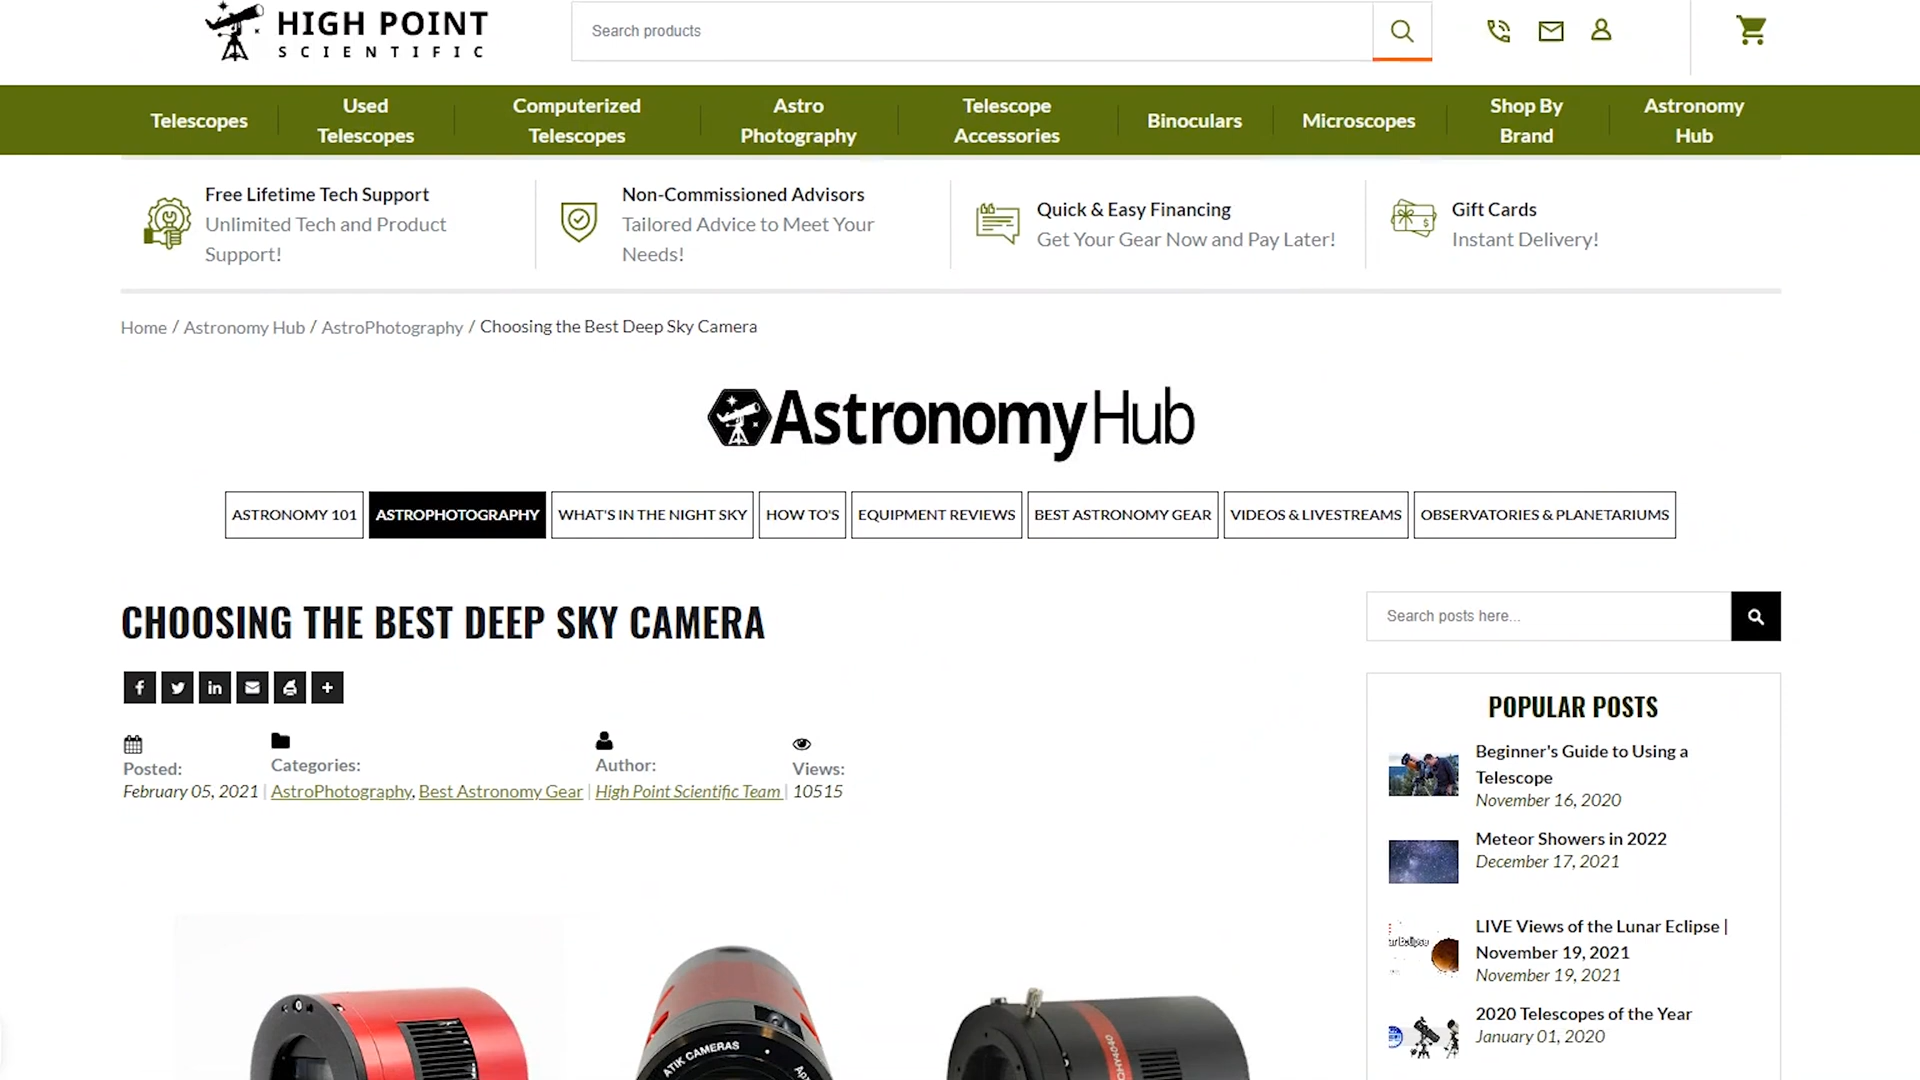 HIGH POINT
SCIENTIFIC
Search products
Telescopes
Used
Telescopes
Computerized
Telescopes
Astro
Photography
Telescope
Accessories
Binoculars
Microscopes
Shop By
Brand
Astronomy
Hub
Free Lifetime Tech Support
Unlimited Tech and Product
Support!
Non-Commissioned Advisors
Tailored Advice to Meet Your
Needs!
Quick & Easy Financing
Get Your Gear Now and Pay Later!
Gift Cards
Instant Delivery!
Home / Astronomy Hub / AstroPhotography / Choosing the Best Deep Sky Camera
AstronomyHub
ASTRONOMY 101
ASTROPHOTOGRAPHY
WHAT'S IN THE NIGHT SKY
HOW TO'S
EQUIPMENT REVIEWS
BEST ASTRONOMY GEAR
VIDEOS & LIVESTREAMS
OBSERVATORIES & PLANETARIUMS
CHOOSING THE BEST DEEP SKY CAMERA
Posted:
February 05, 2021
Categories:
AstroPhotography, Best Astronomy Gear
Author:
High Point Scientific Team
Views:
10515
ATIK CAMERAS
QHY4040
Search posts here...
POPULAR POSTS
Beginner's Guide to Using a
Telescope
November 16, 2020
Meteor Showers in 2022
December 17, 2021
LIVE Views of the Lunar Eclipse |
November 19, 2021
November 19, 2021
2020 Telescopes of the Year
January 01, 2020